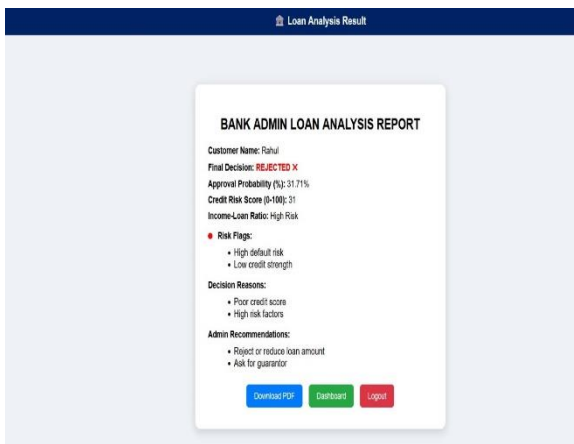 Loan Analysis Result
BANK ADMIN LOAN ANALYSIS REPORT
Customer Name: Rahul
Final Decision: REJECTED ✕
Approval Probability (%): 31.71%
Credit Risk Score (0-100): 31
Income-Loan Ratio: High Risk
Risk Flags:
• High default risk
• Low credit strength
Decision Reasons:
• Poor credit score
• High risk factors
Admin Recommendations:
• Reject or reduce loan amount
• Ask for guarantor
Download PDF Dashboard Logout